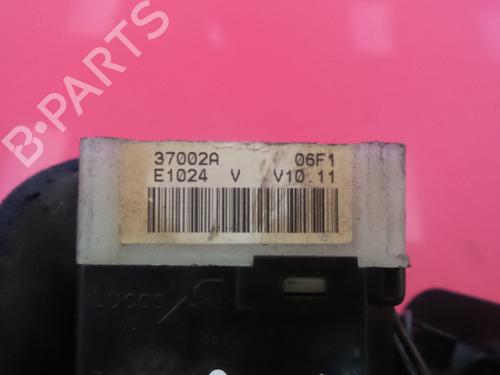 B-PARTS
37002A 06F1
E1024 V V10.11
LUCAS